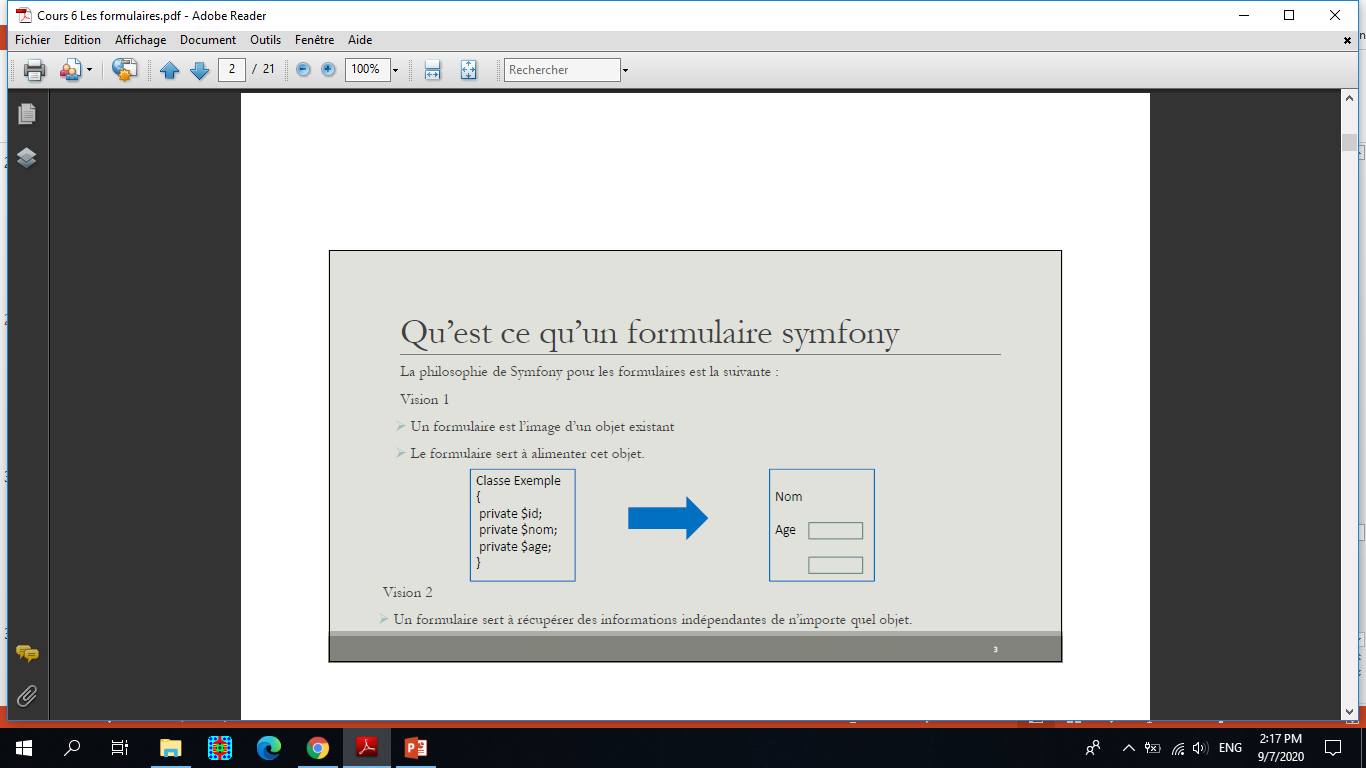 Cours 6 Les formulaires.pdf - Adobe Reader
Fichier Edition Affichage Document Outils Fenêtre Aide
2 / 21 100% Rechercher
Qu'est ce qu'un formulaire symfony
La philosophie de Symfony pour les formulaires est la suivante :
Vision 1
Un formulaire est l'image d'un objet existant
Le formulaire sert à alimenter cet objet.
Classe Exemple
{
private $id;
private $nom;
private $age;
}
Nom
Age
Vision 2
Un formulaire sert à récupérer des informations indépendantes de n'importe quel objet.
3
ENG
2:17 PM
9/7/2020